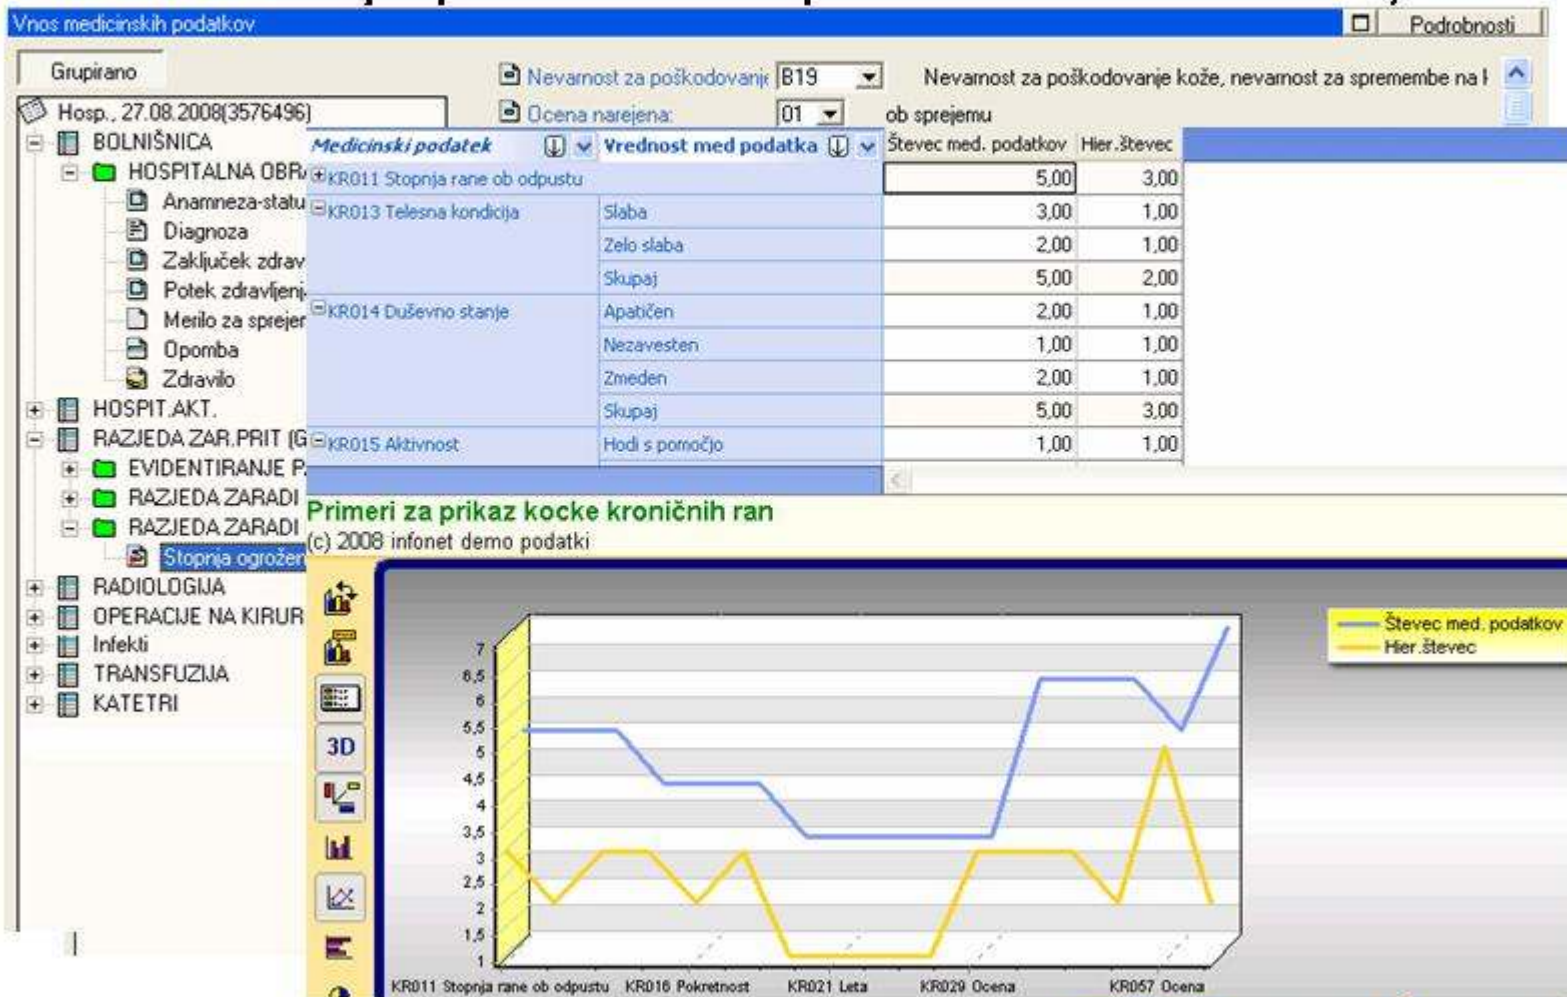 Vnos medicinskih podatkov
Podrobnosti
Grupirano
Nevarnost za poškodovanje B19 Nevarnost za poškodovanje kože, nevarnost za spremembe na
Hosp., 27.08.2008(3576496)
Ocena narejena: 01 ob sprejemu
BOLNIŠNICA
HOSPITALNA OBR
Anamneza-statu
Diagnoza
Zaključek zdrav
Potek zdravljenj
Merilo za sprejer
Opomba
Zdravilo
HOSPIT.AKT.
RAZJEDA ZAR.PRIT (G
EVIDENTIRANJE P
RAZJEDA ZARADI
RAZJEDA ZARADI
Stopnja ogrožen
RADIOLOGIJA
OPERACIJE NA KIRUR
Infekti
TRANSFUZIJA
KATETRI
Medicinski podatek Vrednost med podatka Števec med. podatkov Hier.števec
KR011 Stopnja rane ob odpustu 5,00 3,00
KR013 Telesna kondicija Slaba 3,00 1,00
Zelo slaba 2,00 1,00
Skupaj 5,00 2,00
KR014 Duševno stanje Apatičen 2,00 1,00
Nezavesten 1,00 1,00
Zmeden 2,00 1,00
Skupaj 5,00 3,00
KR015 Aktivnost Hodi s pomočjo 1,00 1,00
Primeri za prikaz kocke kroničnih ran
(c) 2008 infonet demo podatki
3D
Števec med. podatkov
Hier.števec
7
6,5
6
5,5
5
4,5
4
3,5
3
2,5
2
1,5
1
KR011 Stopnja rane ob odpustu KR016 Pokretnost KR021 Leta KR029 Ocena KR057 Ocena